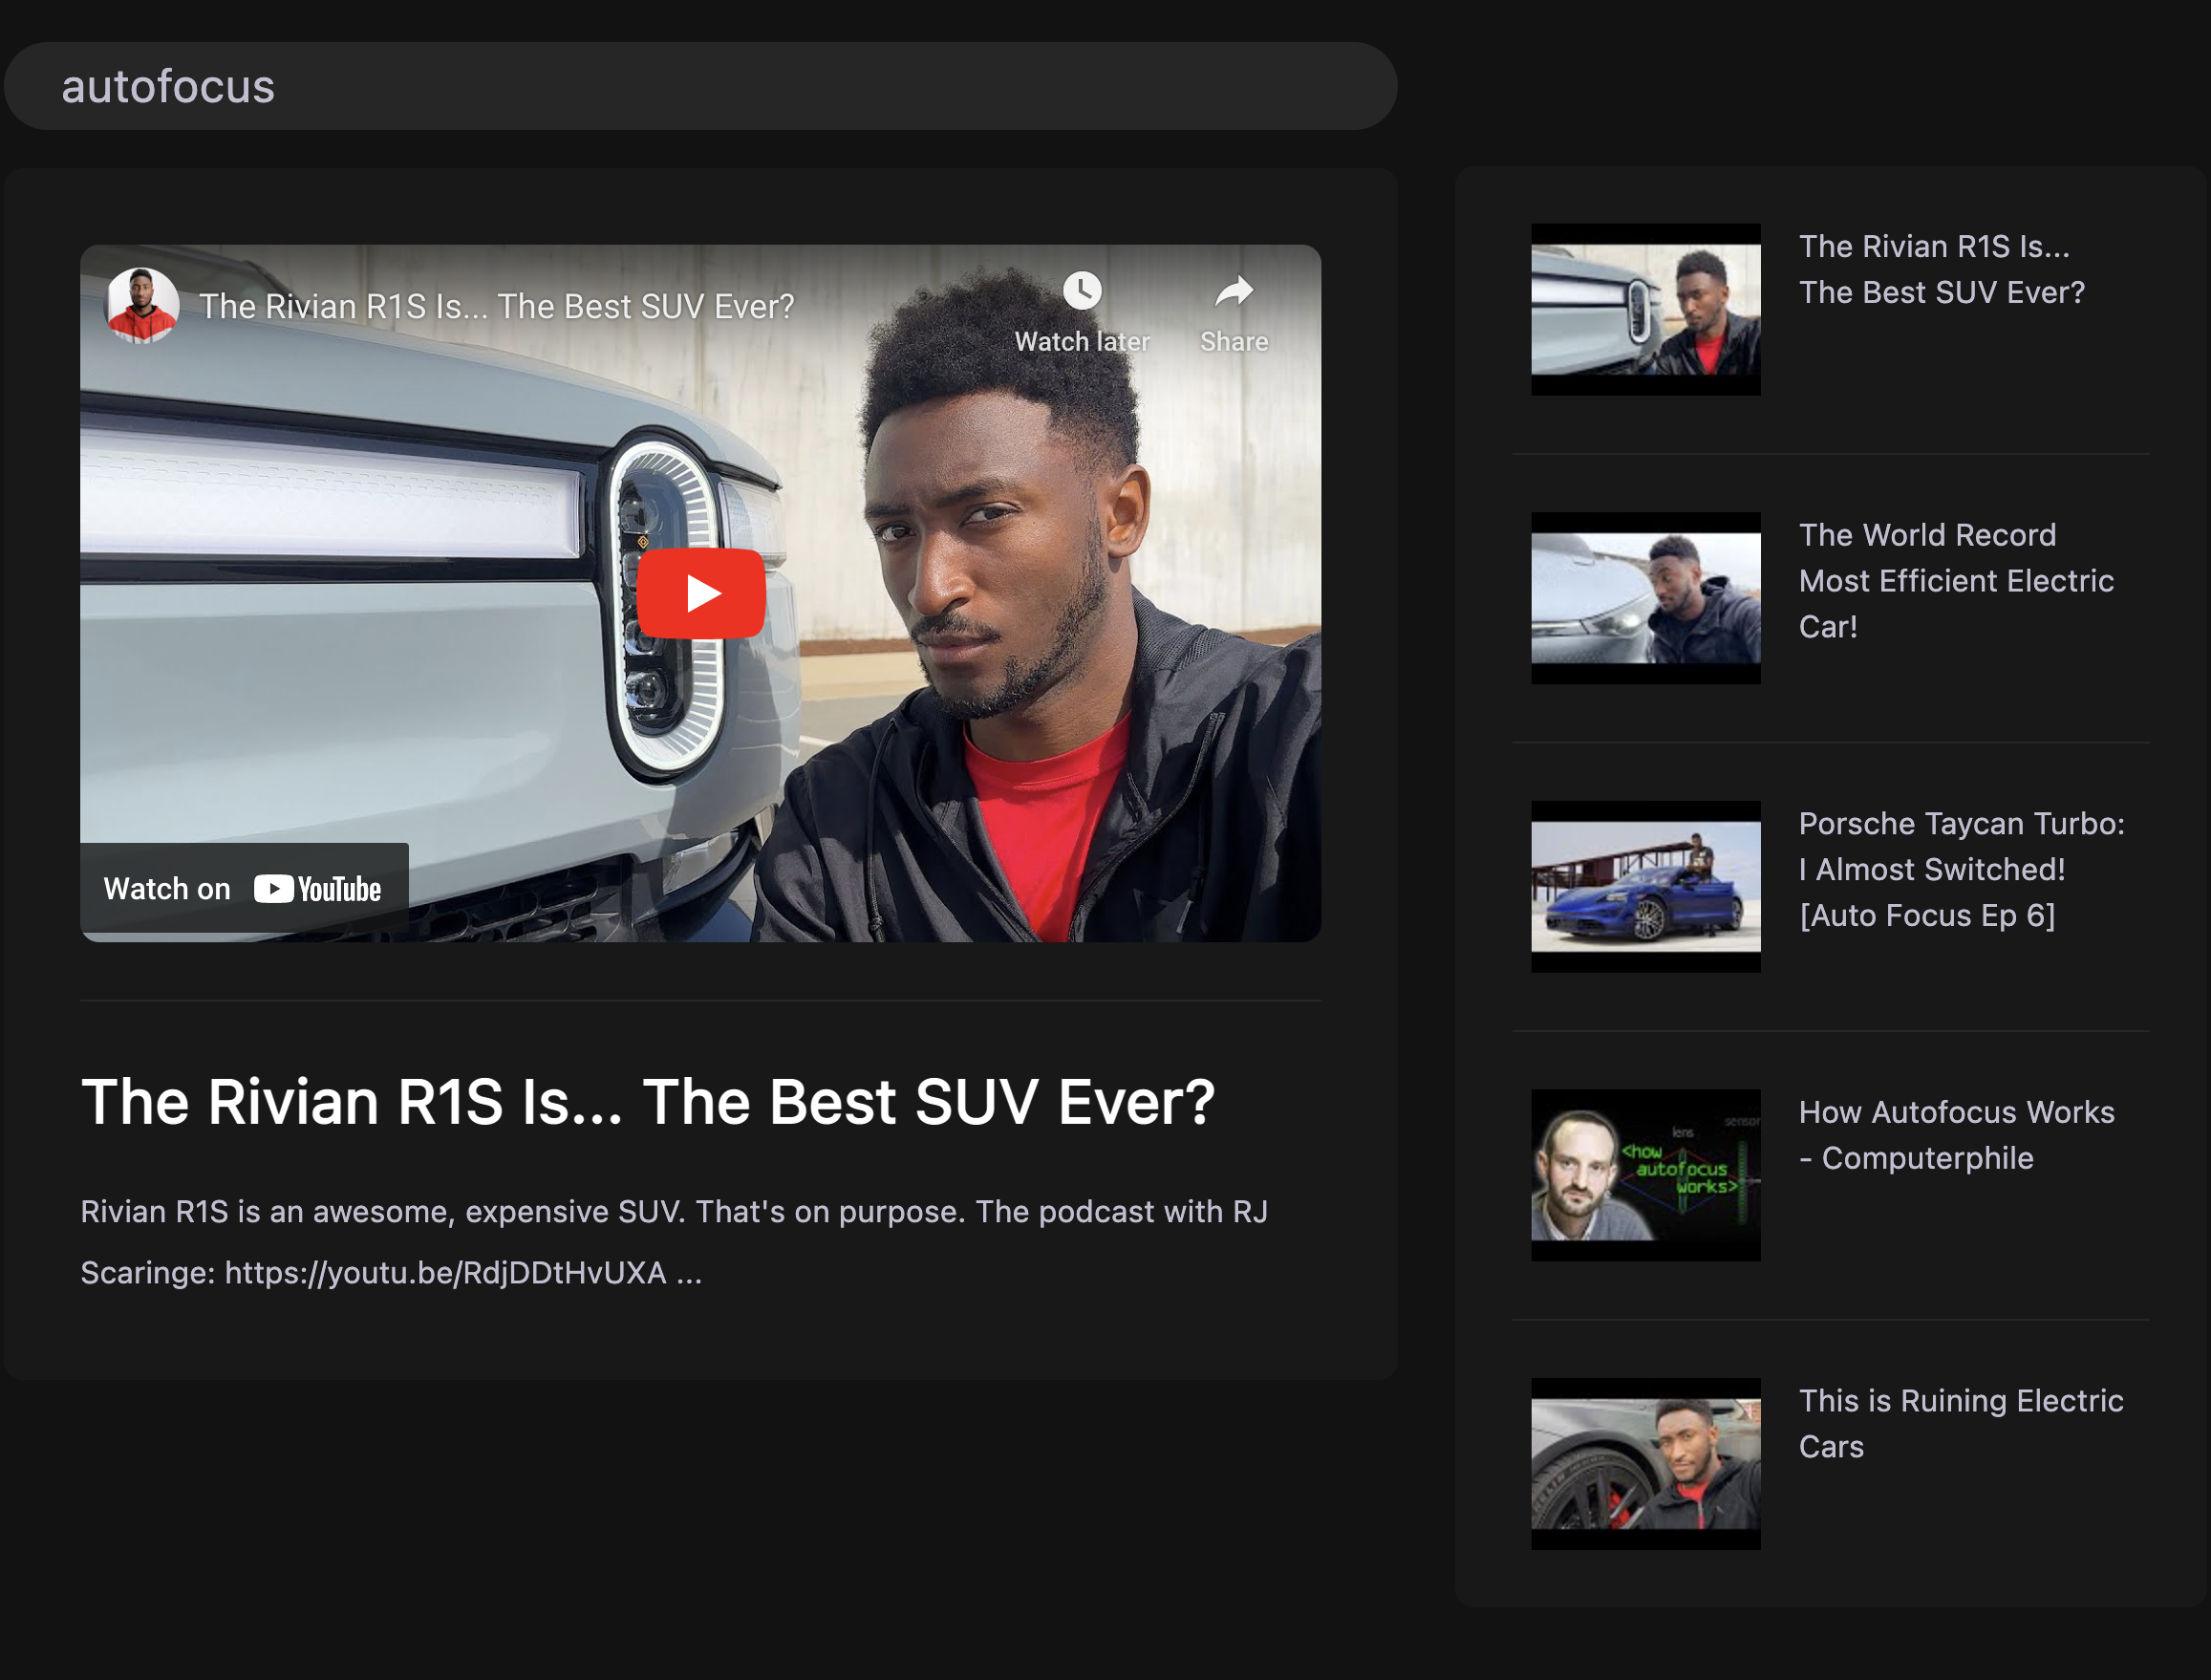 autofocus
The Rivian R1S Is... The Best SUV Ever?
Watch later
Share
Watch on YouTube
The Rivian R1S Is... The Best SUV Ever?
Rivian R1S is an awesome, expensive SUV. That's on purpose. The podcast with RJ
Scaringe: https://youtu.be/RdjDDtHvUXA ...
The Rivian R1S Is...
The Best SUV Ever?
The World Record
Most Efficient Electric
Car!
Porsche Taycan Turbo:
I Almost Switched!
[Auto Focus Ep 6]
lens
sensor
<how
autofocus
works>
How Autofocus Works
- Computerphile
This is Ruining Electric
Cars